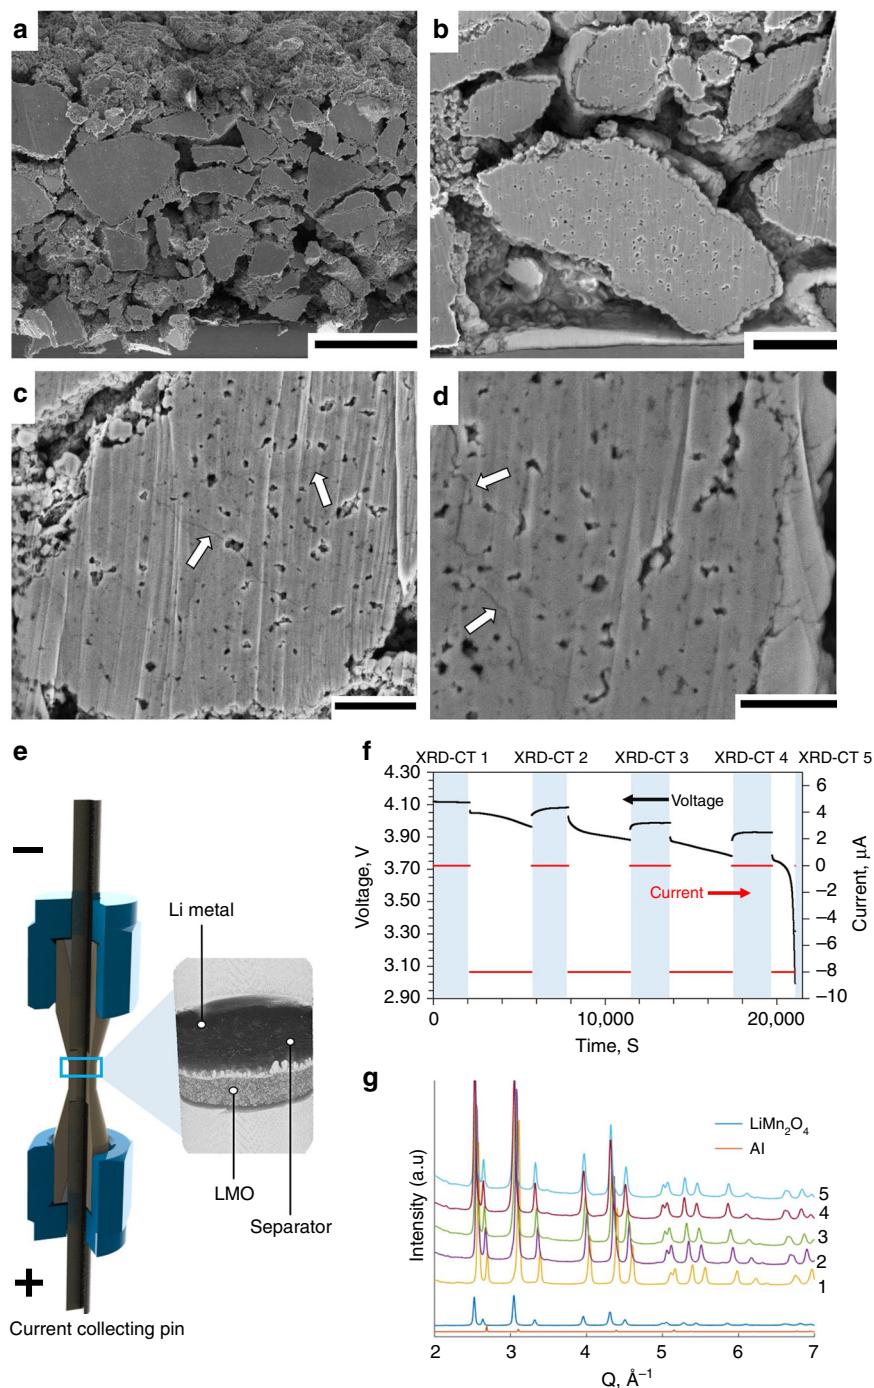 a
b
c
d
e
f
XRD-CT 1 XRD-CT 2 XRD-CT 3 XRD-CT 4 XRD-CT 5
4.30
4.10
3.90
3.70
3.50
3.30
3.10
2.90
Voltage, V
Voltage
Current
6
4
2
0
−2
−4
−6
−8
−10
Current, μA
0 10,000 20,000
Time, S
−
Li metal
LMO
Separator
+
Current collecting pin
g
Intensity (a.u)
LiMn₂O₄
Al
5
4
3
2
1
2 3 4 5 6 7
Q, Å⁻¹